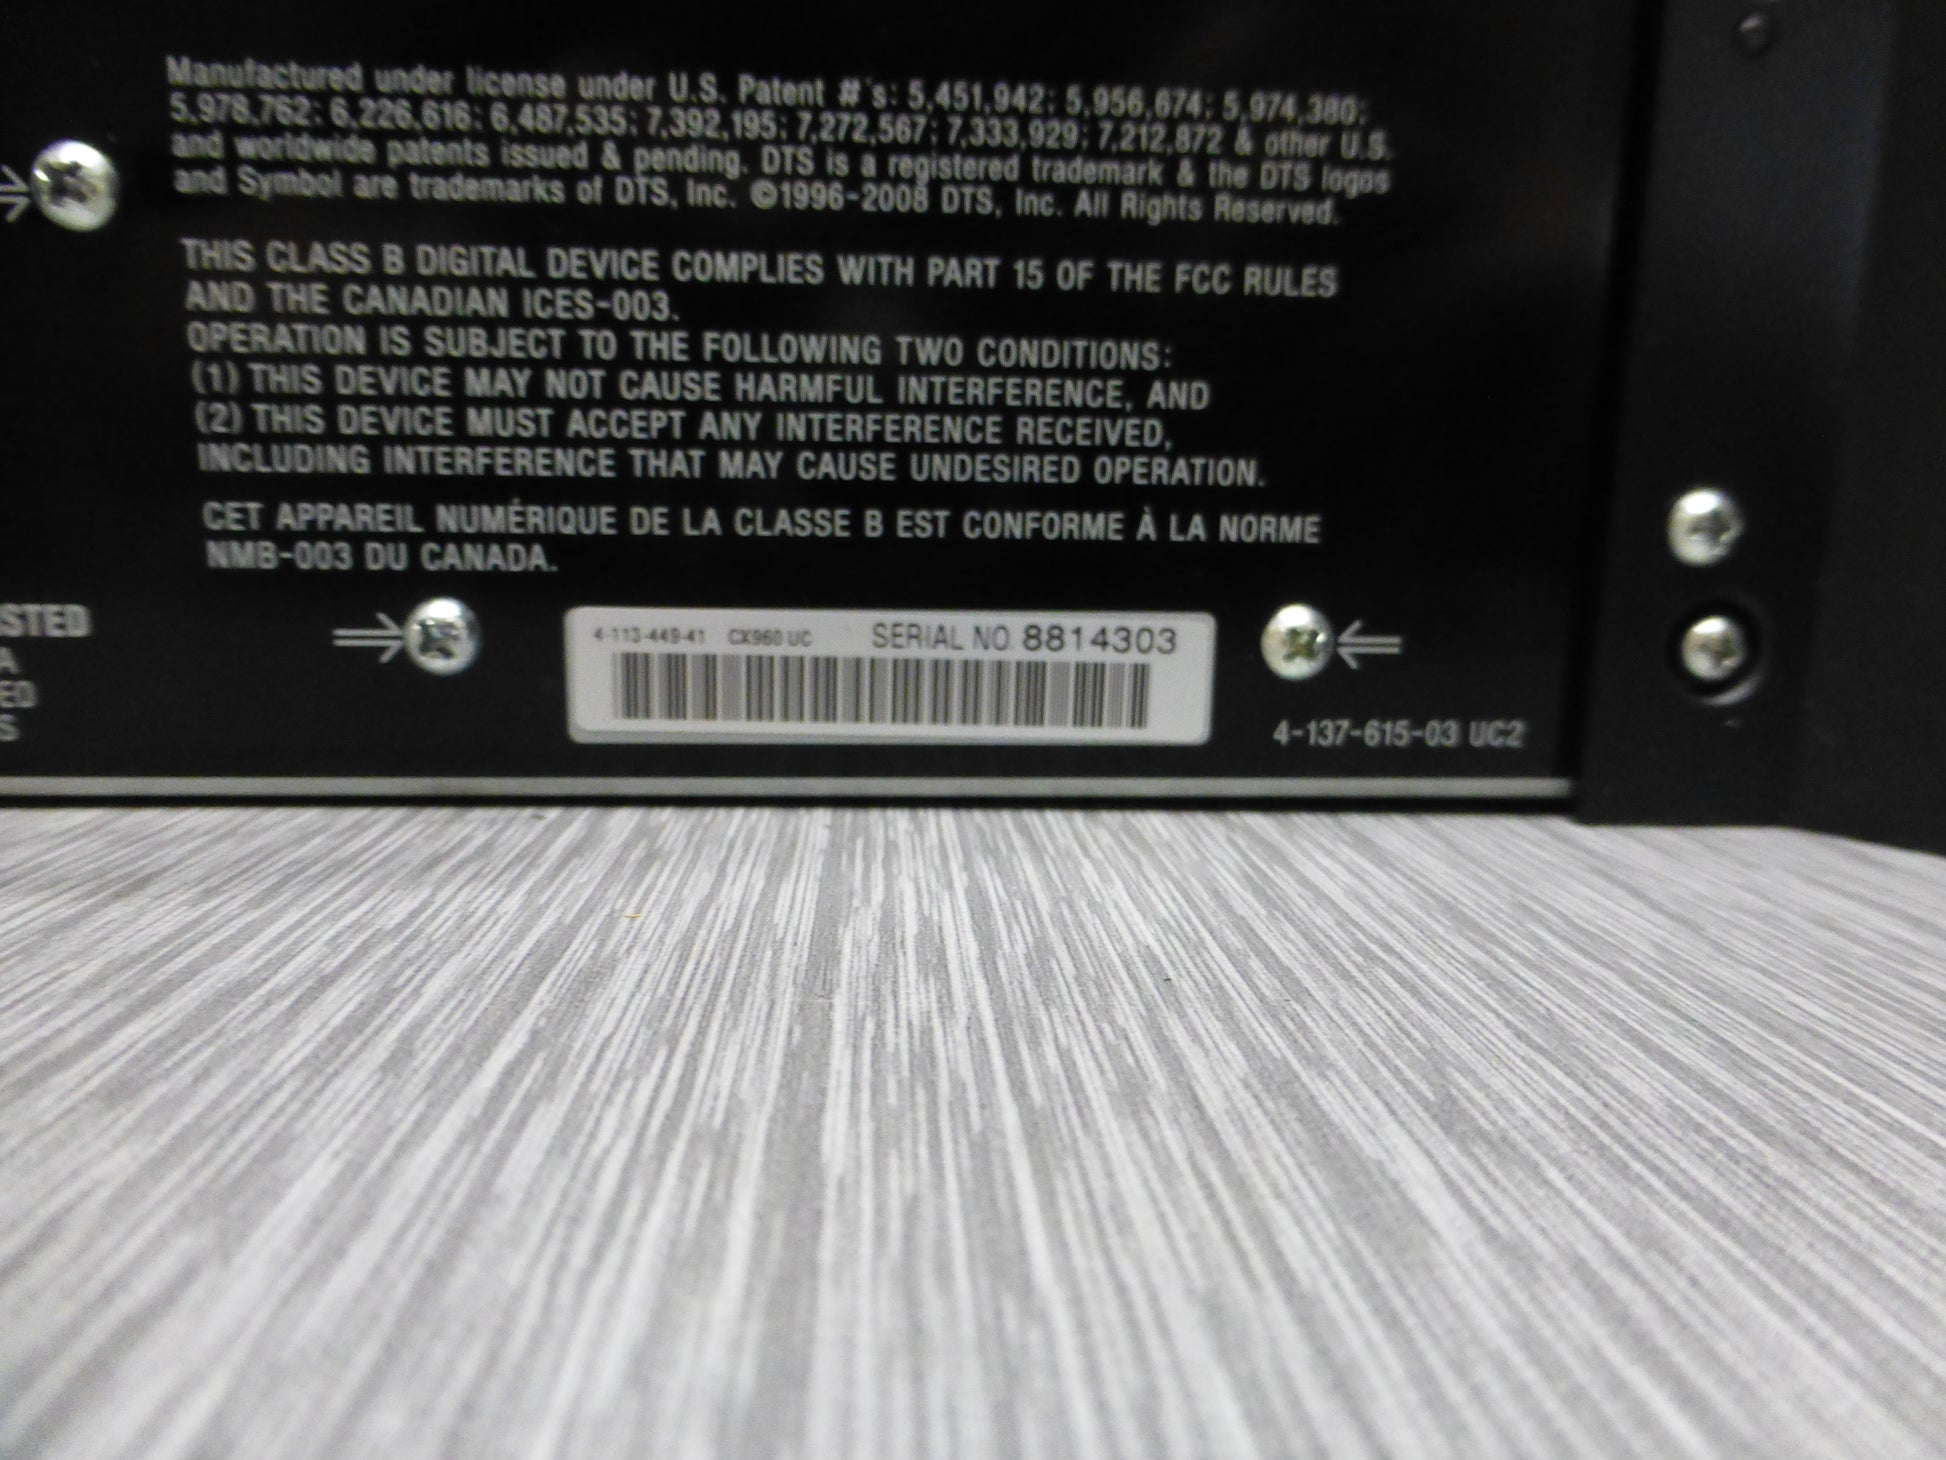 Manufactured under license under U.S. Patent #'s: 5,451,942; 5,956,674; 5,974,380;
5,978,762; 6,226,616; 6,487,535; 7,392,195; 7,272,567; 7,333,929; 7,212,872 & other U.S.
and worldwide patents issued & pending. DTS is a registered trademark & the DTS logos
and Symbol are trademarks of DTS, Inc. ©1996-2008 DTS, Inc. All Rights Reserved.
THIS CLASS B DIGITAL DEVICE COMPLIES WITH PART 15 OF THE FCC RULES
AND THE CANADIAN ICES-003.
OPERATION IS SUBJECT TO THE FOLLOWING TWO CONDITIONS:
(1) THIS DEVICE MAY NOT CAUSE HARMFUL INTERFERENCE, AND
(2) THIS DEVICE MUST ACCEPT ANY INTERFERENCE RECEIVED,
INCLUDING INTERFERENCE THAT MAY CAUSE UNDESIRED OPERATION.
CET APPAREIL NUMÉRIQUE DE LA CLASSE B EST CONFORME À LA NORME
NMB-003 DU CANADA.
STED
A
ED
S
4-113-449-41 CX960 UC SERIAL NO. 8814303
4-137-615-03 UC2